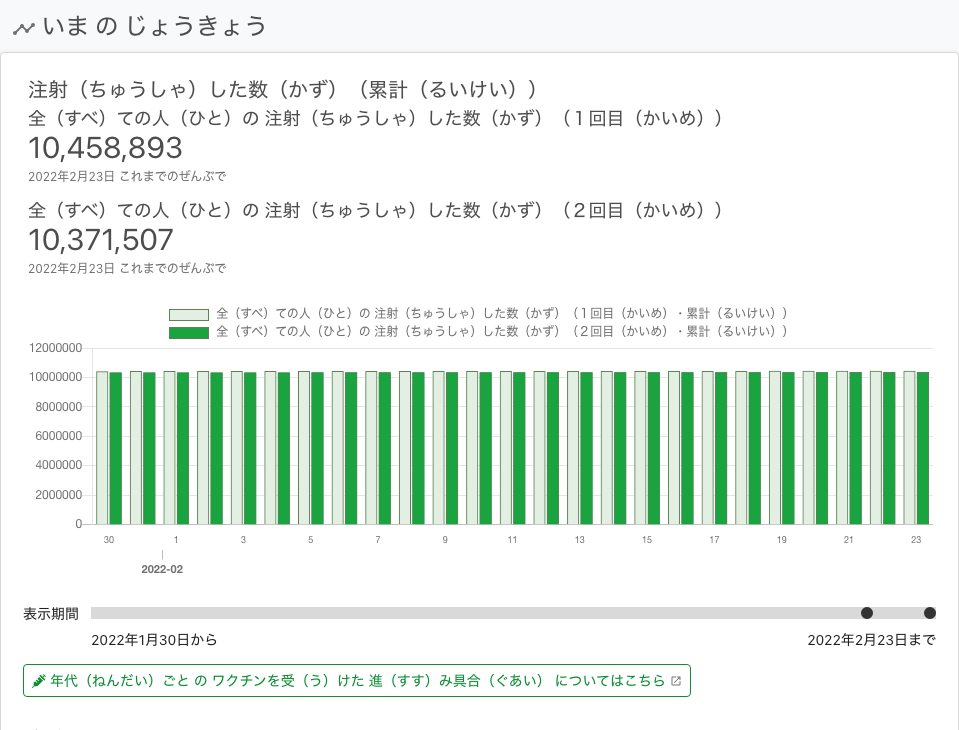 いま の じょうきょう
注射（ちゅうしゃ）した数（かず）（累計（るいけい））
全（すべ）ての人（ひと）の 注射（ちゅうしゃ）した数（かず）（１回目（かいめ））
10,458,893
2022年2月23日 これまでのぜんぶで
全（すべ）ての人（ひと）の 注射（ちゅうしゃ）した数（かず）（２回目（かいめ））
10,371,507
2022年2月23日 これまでのぜんぶで
全（すべ）ての人（ひと）の 注射（ちゅうしゃ）した数（かず）（１回目（かいめ）・累計（るいけい））
全（すべ）ての人（ひと）の 注射（ちゅうしゃ）した数（かず）（２回目（かいめ）・累計（るいけい））
12000000
10000000
8000000
6000000
4000000
2000000
0
30 1 3 5 7 9 11 13 15 17 19 21 23
2022-02
表示期間
2022年1月30日から 2022年2月23日まで
年代（ねんだい）ごと の ワクチンを受（う）けた 進（すす）み具合（ぐあい） についてはこちら